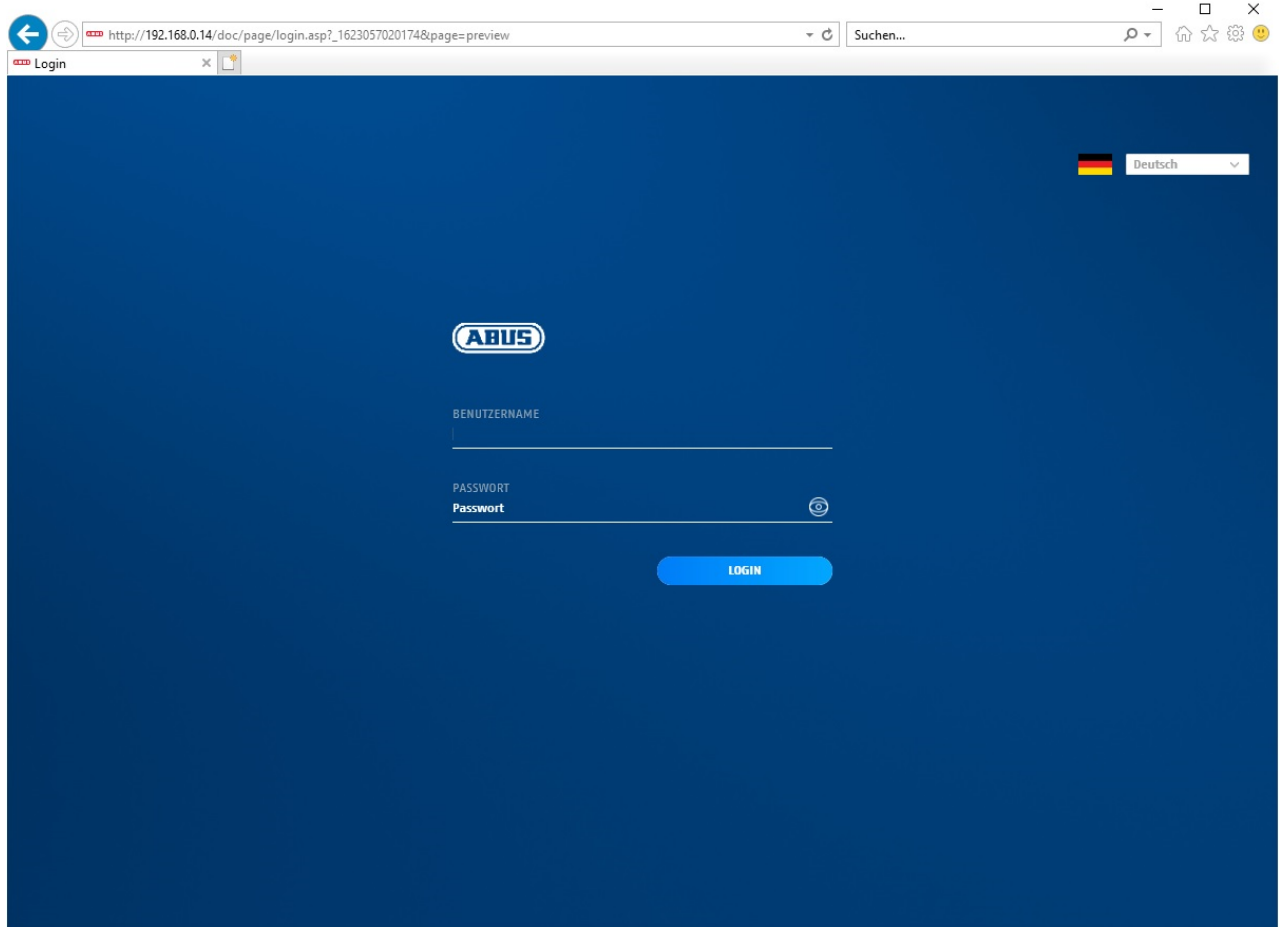 http://192.168.0.14/doc/page/login.asp?_1623057020174&page=preview
Suchen...
Login
Deutsch
ABUS
BENUTZERNAME
PASSWORT
Passwort
LOGIN